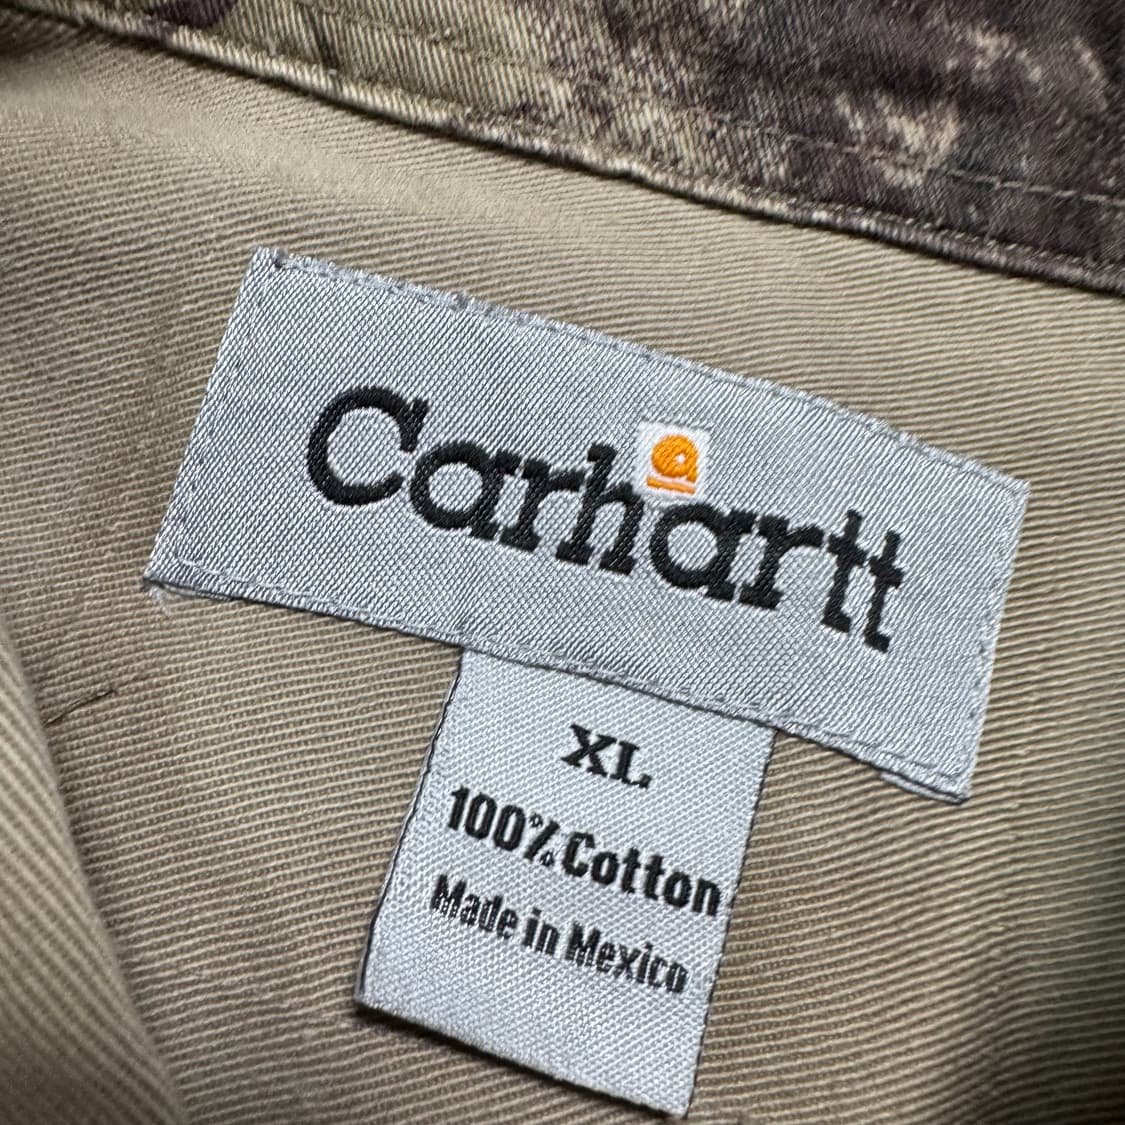 Carhartt
XL
100% Cotton
Made in Mexico